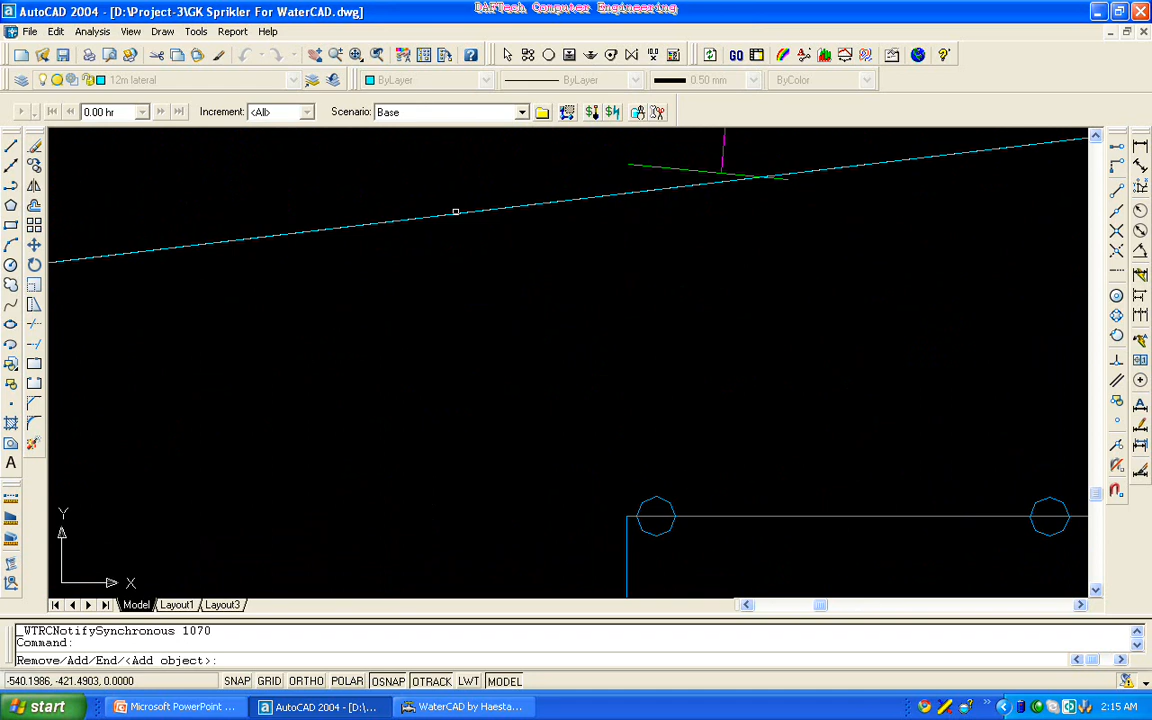 DAFTech Computer Engineering
AutoCAD 2004 - [D:\Project-3\GK Sprikler For WaterCAD.dwg]
File Edit Analysis View Draw Tools Report Help
GO
12m lateral ByLayer ByLayer 0.50 mm ByColor
0.00 hr Increment: <All> Scenario: Base
A
Y
X
Model Layout1 Layout3
_WTRCNotifySynchronous 1070
Command:
Remove/Add/End/<Add object>:
-540.1986, -421.4903, 0.0000 SNAP GRID ORTHO POLAR OSNAP OTRACK LWT MODEL
start Microsoft PowerPoint ... AutoCAD 2004 - [D:\... WaterCAD by Haesta... 2:15 AM